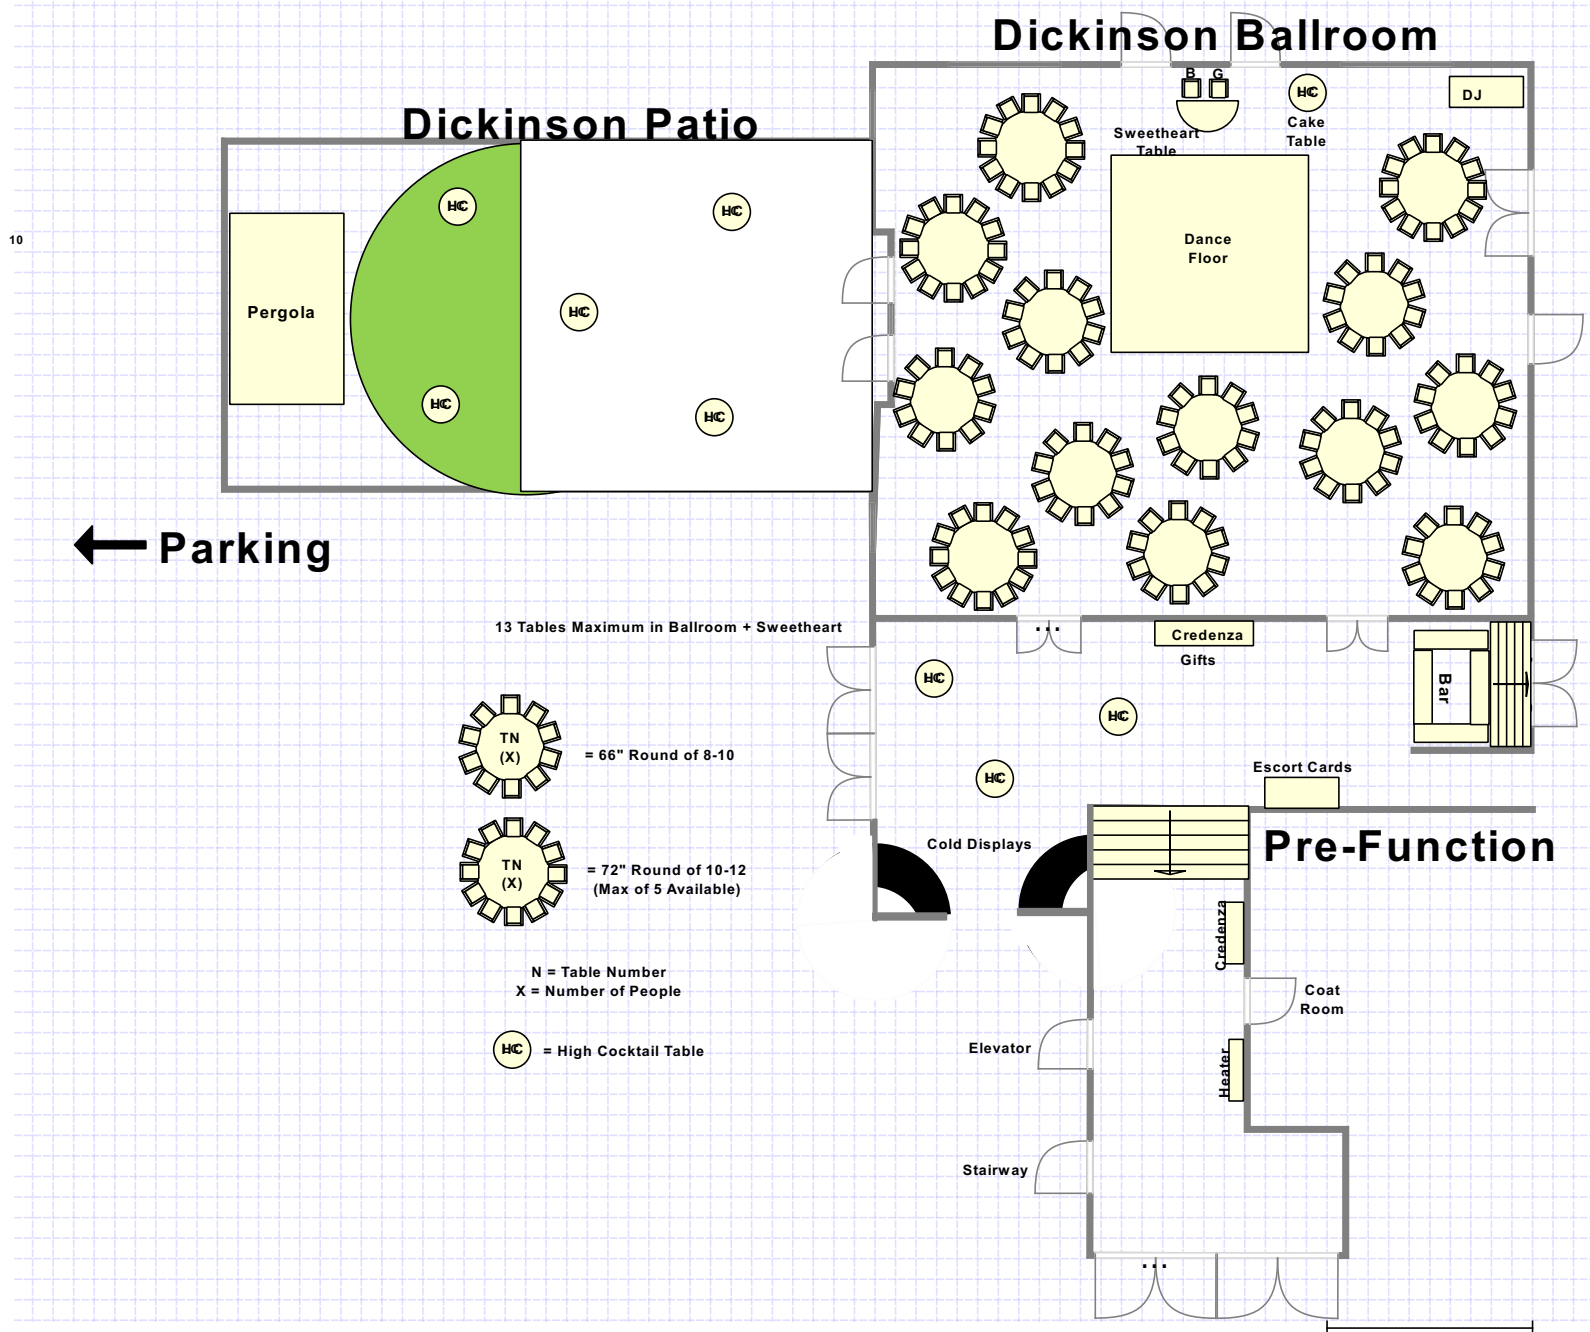 Dickinson Ballroom
B G
HC
DJ
Cake
Table
Sweetheart
Table
Dickinson Patio
HC
HC
Dance
Floor
10
Pergola
HC
HC
HC
Parking
13 Tables Maximum in Ballroom + Sweetheart
...
Credenza
Gifts
HC
Bar
HC
TN
(X)
= 66" Round of 8-10
Escort Cards
HC
Cold Displays
Pre-Function
TN
(X)
= 72" Round of 10-12
(Max of 5 Available)
Credenza
N = Table Number
X = Number of People
Coat
Room
HC
= High Cocktail Table
Elevator
Heater
Stairway
...